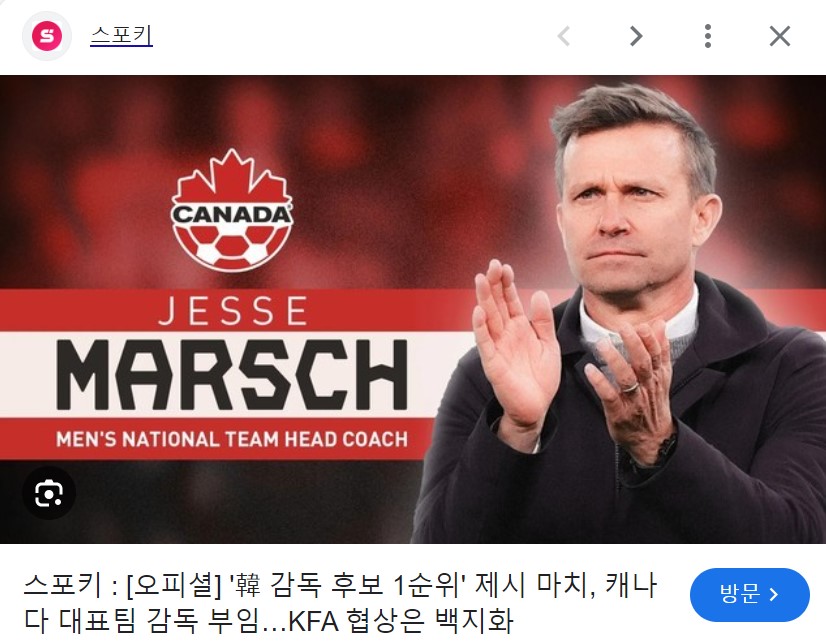 스포키
CANADA
JESSE
MARSCH
MEN'S NATIONAL TEAM HEAD COACH
스포키 : [오피셜] '韓 감독 후보 1순위' 제시 마치, 캐나
다 대표팀 감독 부임…KFA 협상은 백지화
방문